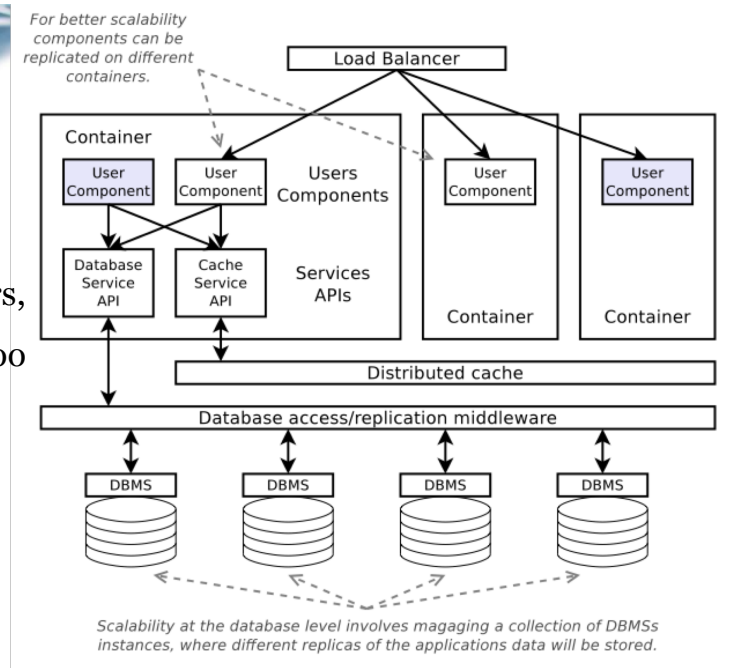 For better scalability
components can be
replicated on different
containers.
Load Balancer
Container
User
Component
User
Component
Users
Components
User
Component
User
Component
Database
Service
API
Cache
Service
API
Services
APIs
Container
Container
rs,
oo
Distributed cache
Database access/replication middleware
DBMS
DBMS
DBMS
DBMS
Scalability at the database level involves magaging a collection of DBMSs
instances, where different replicas of the applications data will be stored.